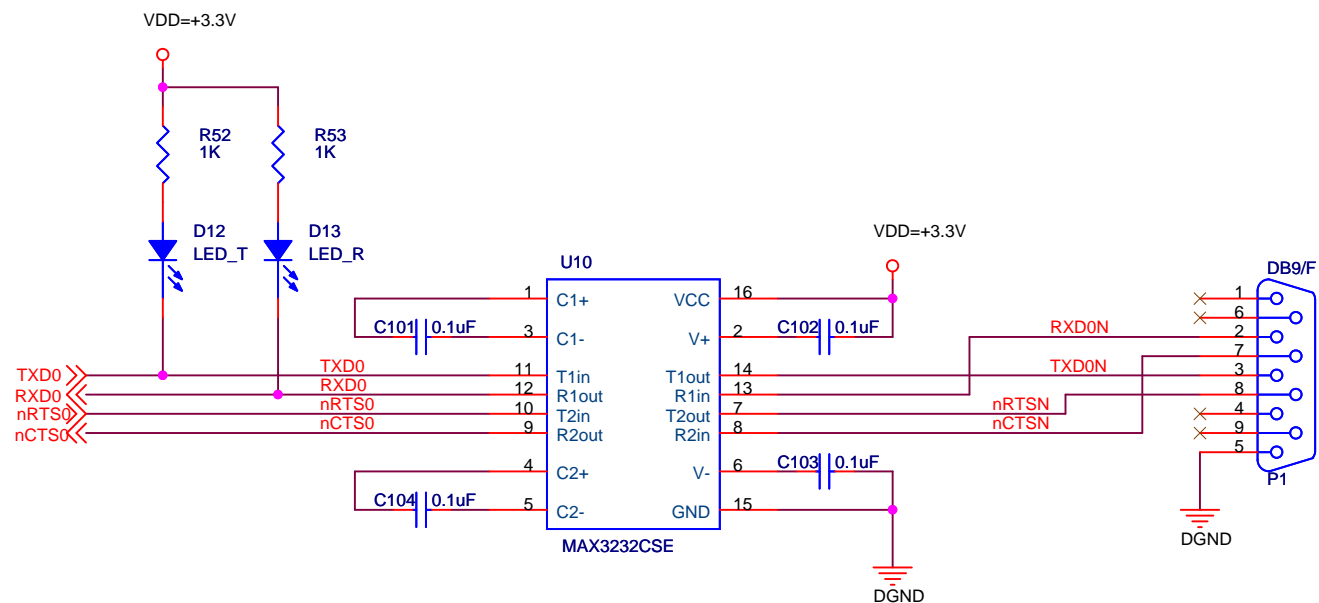 VDD=+3.3V
R52
1K
R53
1K
D12
LED_T
D13
LED_R
VDD=+3.3V
U10
DB9/F
1 C1+ VCC 16
1
6
C101 0.1uF 3 C1- V+ 2 C102 0.1uF
RXD0N 2
7
TXD0 TXD0 11 T1in T1out 14 TXD0N 3
RXD0 RXD0 12 R1out R1in 13
nRTS0 nRTS0 10 T2in T2out 7 nRTSN 8
nCTS0 nCTS0 9 R2out R2in 8 nCTSN
4
9
5
4 C2+ V- 6 C103 0.1uF
P1
C104 0.1uF 5 C2- GND 15
MAX3232CSE
DGND
DGND